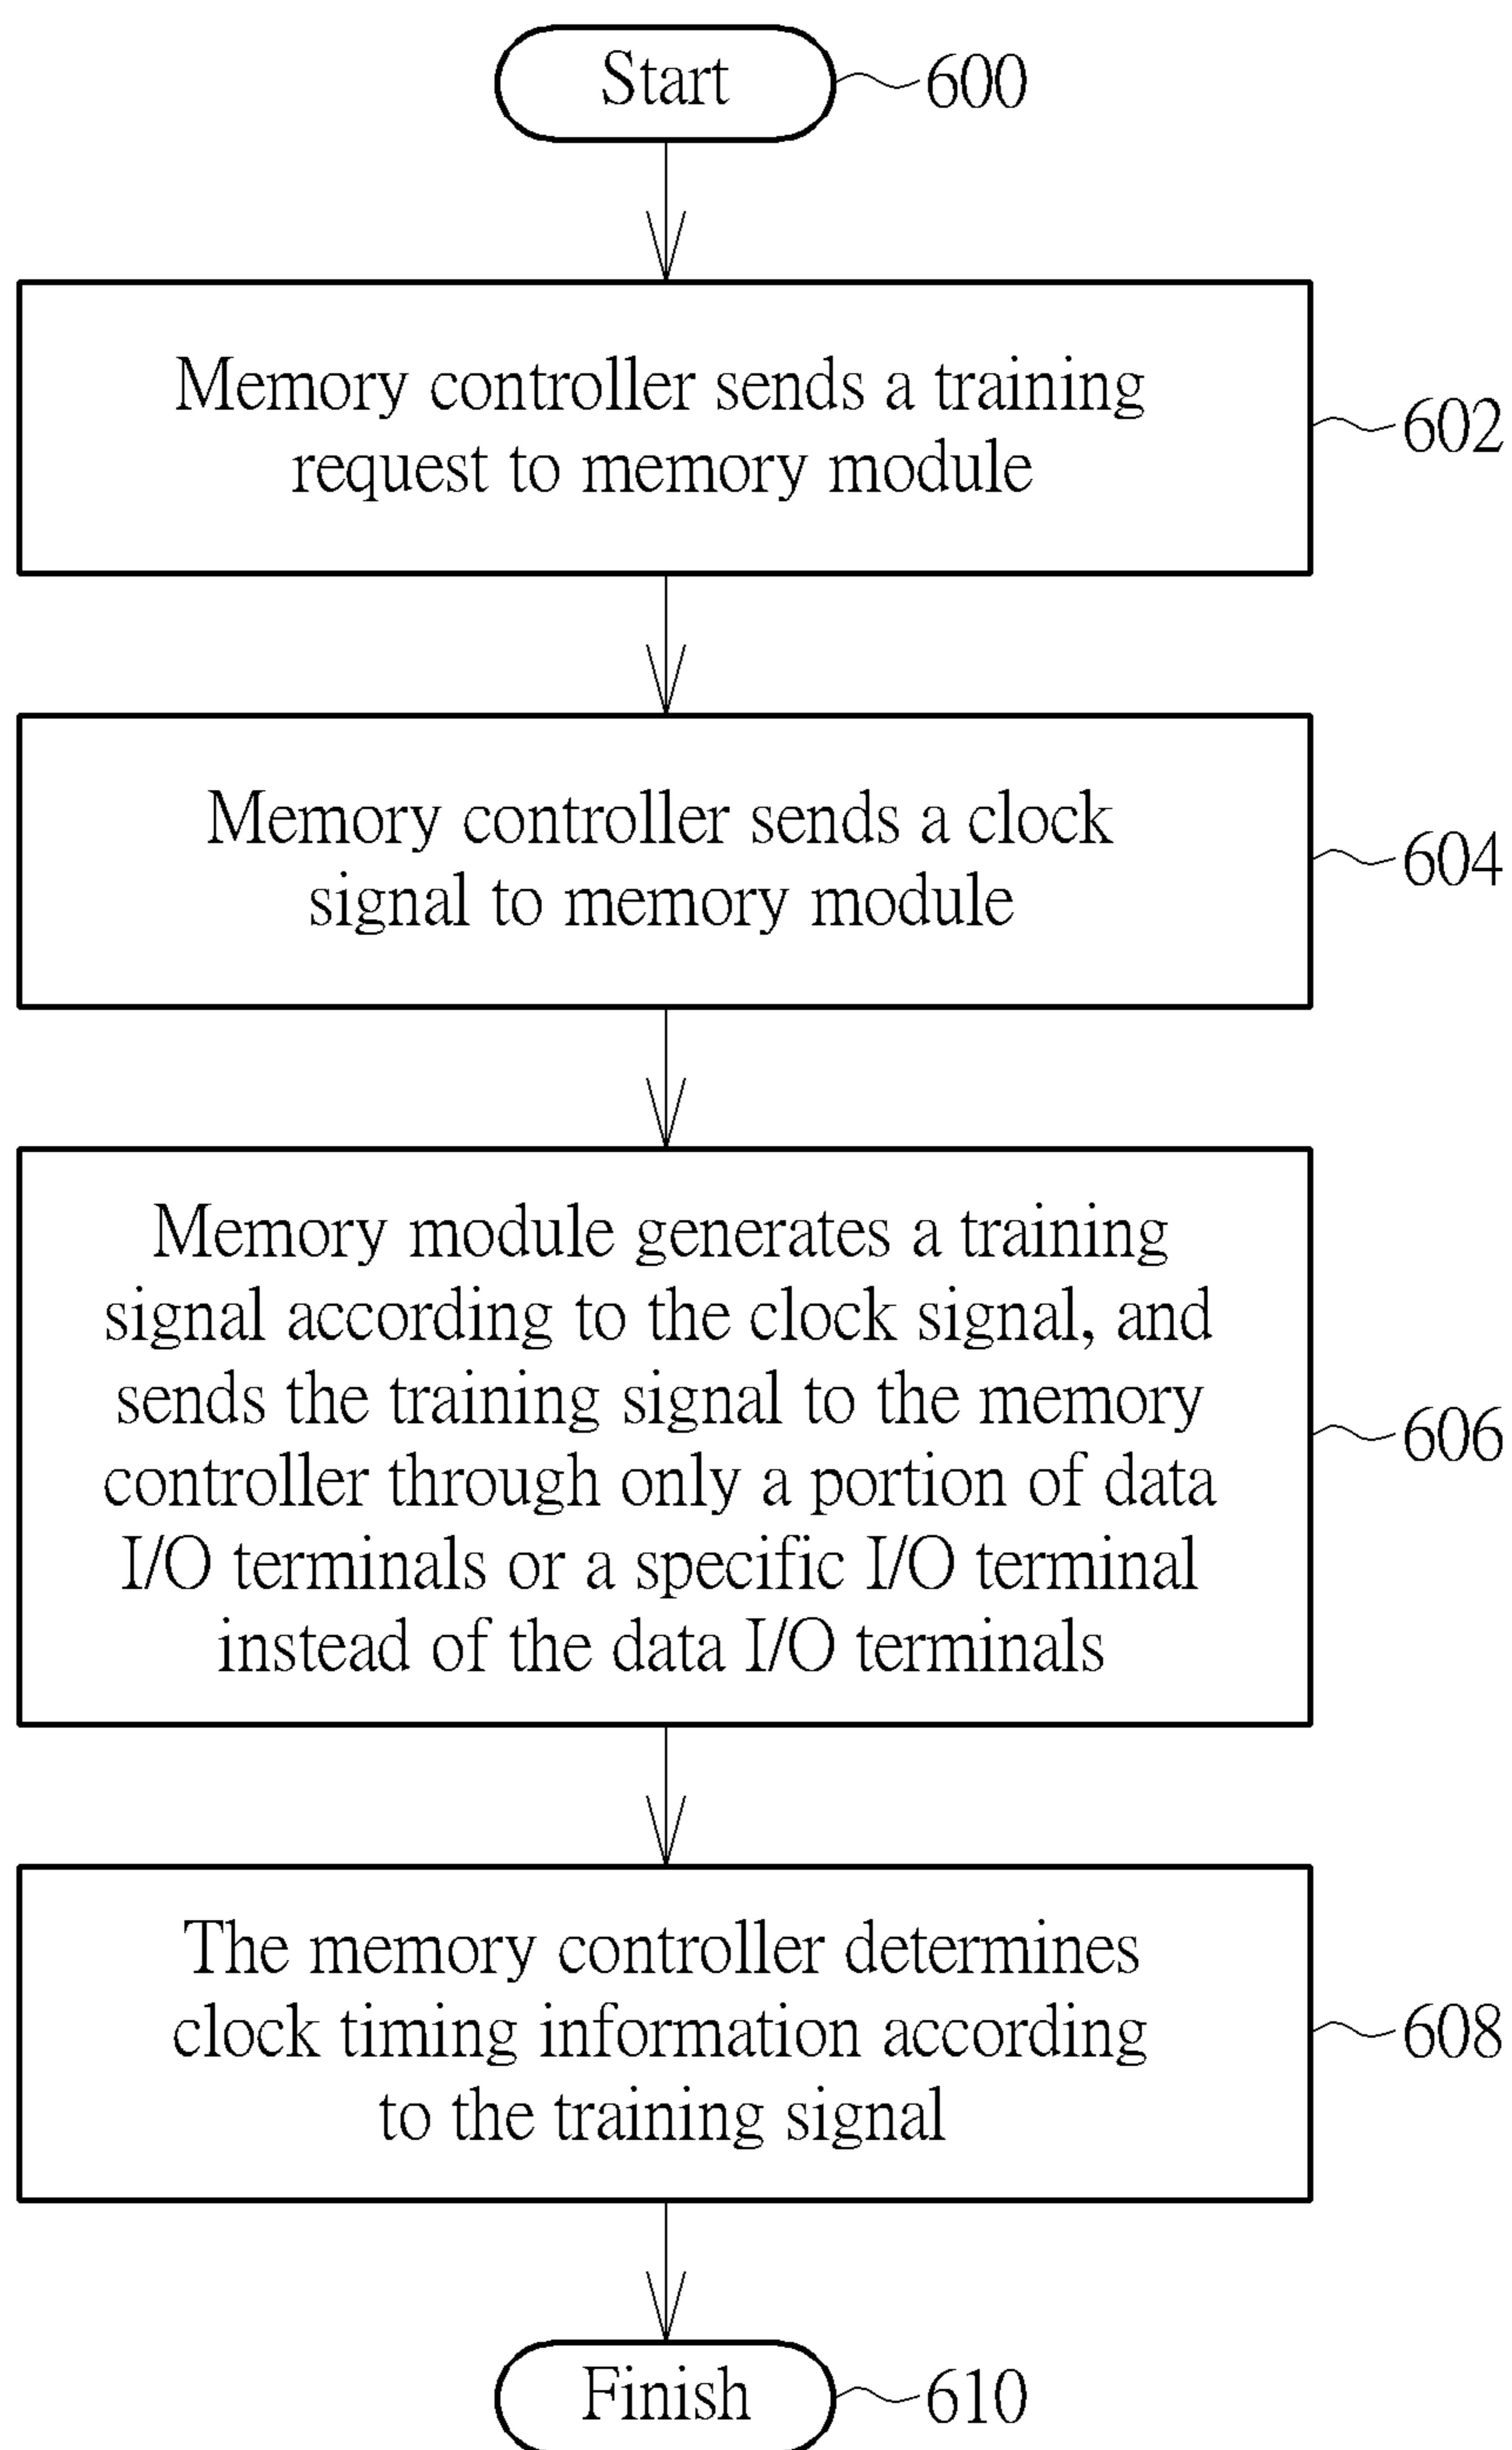 Start
600
Memory controller sends a training
request to memory module
602
Memory controller sends a clock
signal to memory module
604
Memory module generates a training
signal according to the clock signal, and
sends the training signal to the memory
controller through only a portion of data
I/O terminals or a specific I/O terminal
instead of the data I/O terminals
606
The memory controller determines
clock timing information according
to the training signal
608
Finish
610